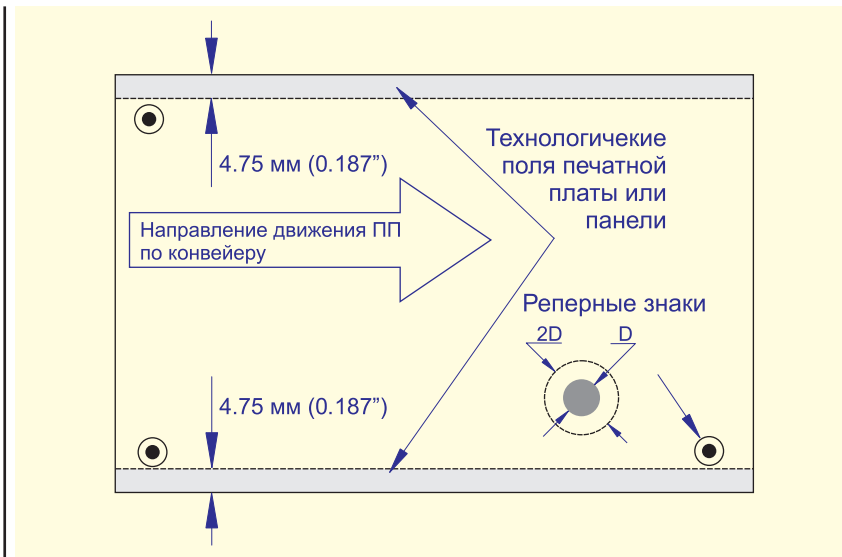 4.75 мм (0.187”)
Технологичекие
поля печатной
платы или
панели
Направление движения ПП
по конвейеру
Реперные знаки
2D
D
4.75 мм (0.187”)